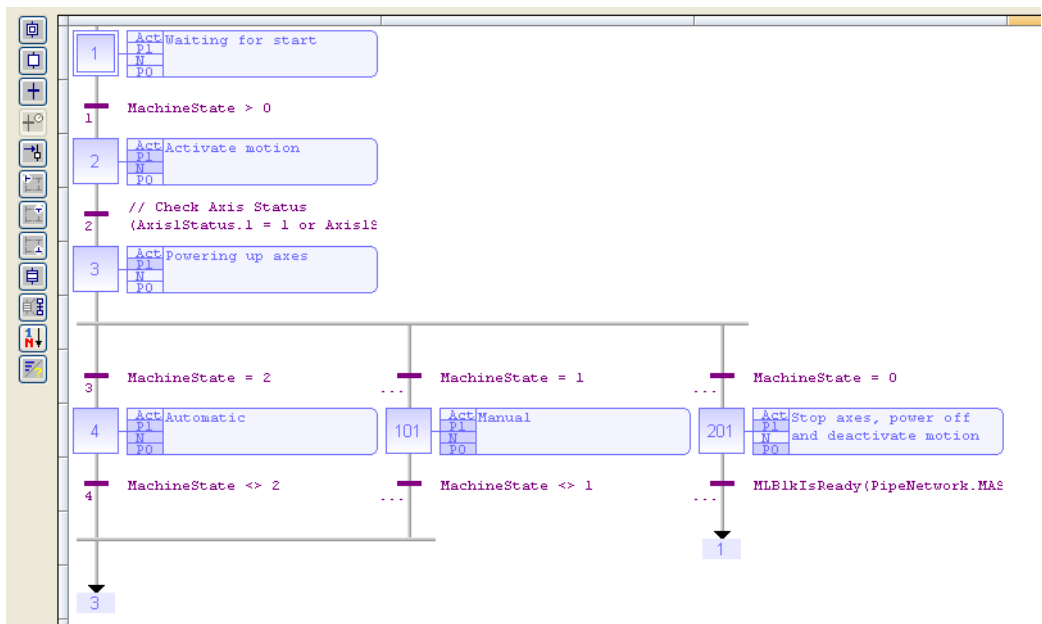 1
Act Waiting for start
P1
N
P0
1
MachineState > 0
2
Act Activate motion
P1
N
P0
// Check Axis Status
2
(Axis1Status.1 = 1 or Axis1S
3
Act Powering up axes
P1
N
P0
3
MachineState = 2
...
MachineState = 1
...
MachineState = 0
4
Act Automatic
P1
N
P0
101
Act Manual
P1
N
P0
201
Act Stop axes, power off
P1
N and deactivate motion
P0
4
MachineState <> 2
...
MachineState <> 1
...
MLBlkIsReady(PipeNetwork.MAS
1
3